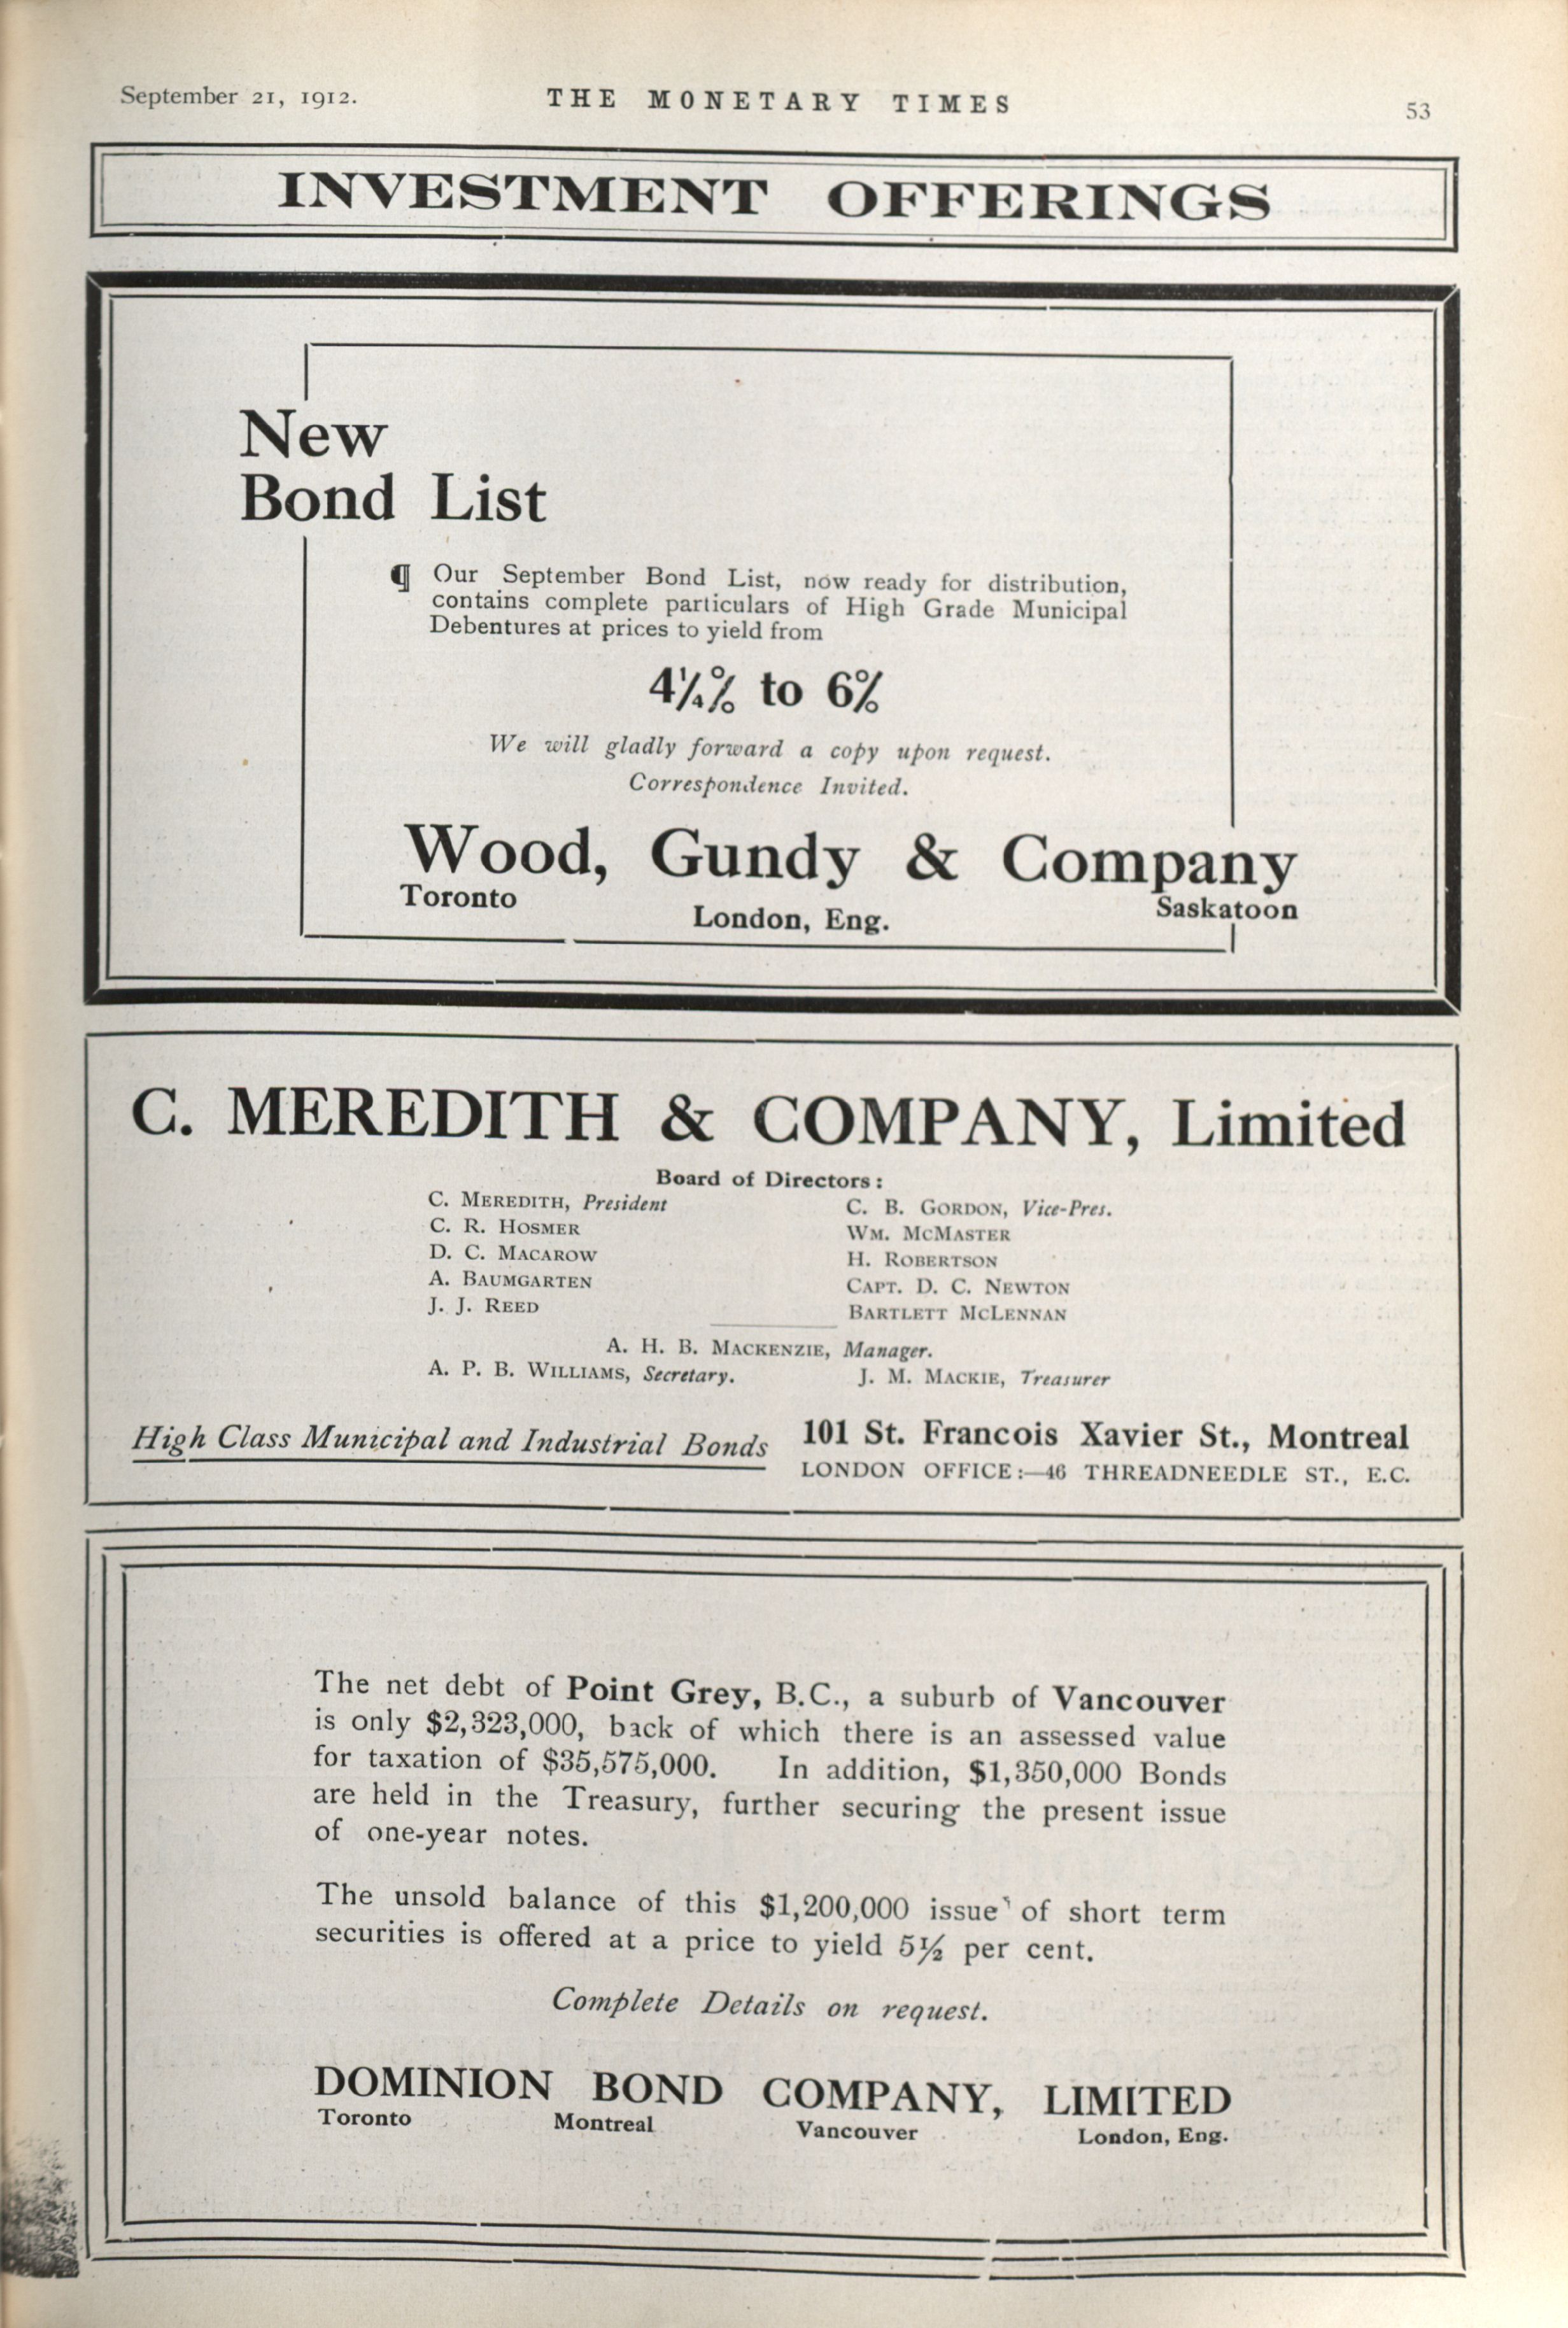 September 21, 1912.
THE MONETARY TIMES
53
INVESTMENT OFFERINGS
New
Bond List
¶ Our September Bond List, now ready for distribution,
contains complete particulars of High Grade Municipal
Debentures at prices to yield from
4¼% to 6%
We will gladly forward a copy upon request.
Correspondence Invited.
Wood, Gundy & Company
Toronto
London, Eng.
Saskatoon
C. MEREDITH & COMPANY, Limited
Board of Directors:
C. MEREDITH, President
C. B. GORDON, Vice-Pres.
C. R. HOSMER
WM. MCMASTER
D. C. MACAROW
H. ROBERTSON
A. BAUMGARTEN
CAPT. D. C. NEWTON
J. J. REED
BARTLETT MCLENNAN
A. H. B. MACKENZIE, Manager.
A. P. B. WILLIAMS, Secretary.
J. M. MACKIE, Treasurer
High Class Municipal and Industrial Bonds
101 St. Francois Xavier St., Montreal
LONDON OFFICE:—46 THREADNEEDLE ST., E.C.
The net debt of Point Grey, B.C., a suburb of Vancouver
is only $2,323,000, back of which there is an assessed value
for taxation of $35,575,000. In addition, $1,350,000 Bonds
are held in the Treasury, further securing the present issue
of one-year notes.
The unsold balance of this $1,200,000 issue of short term
securities is offered at a price to yield 5½ per cent.
Complete Details on request.
DOMINION BOND COMPANY, LIMITED
Toronto
Montreal
Vancouver
London, Eng.